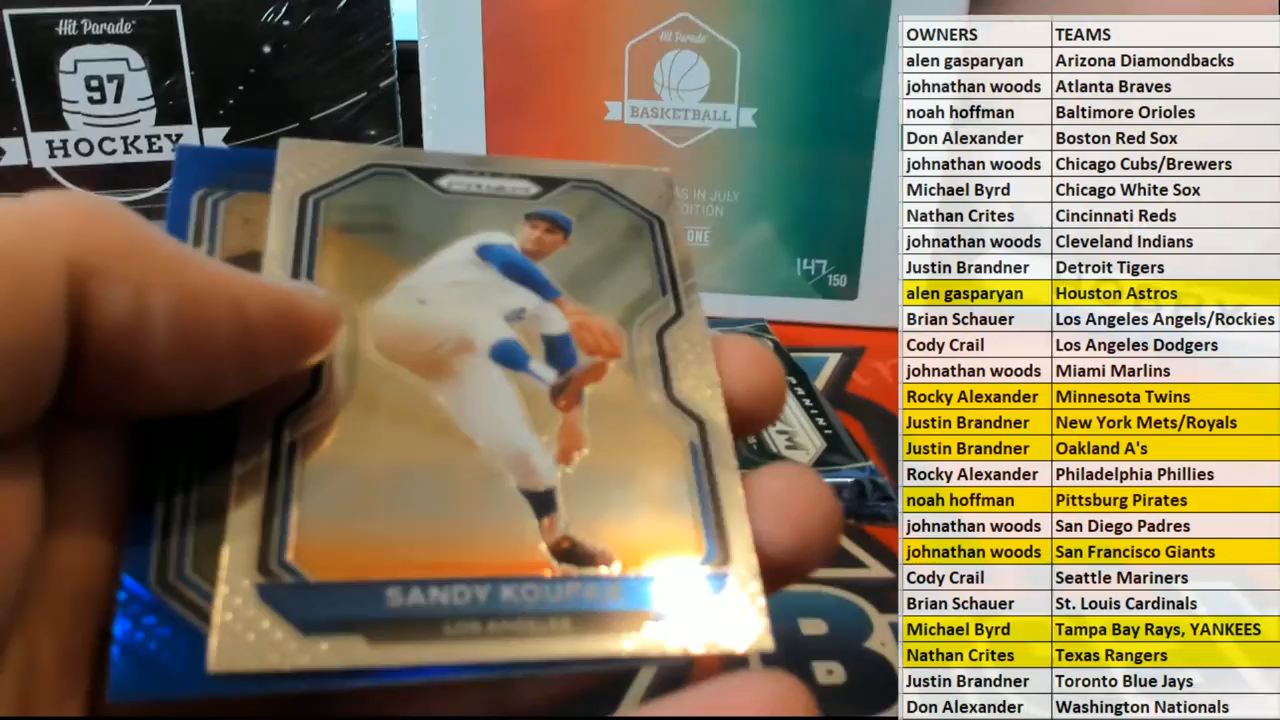 Hit Parade
97
HOCKEY
Hit Parade
BASKETBALL
AS IN JULY
DITION
ONE
147/150
PRIZM
SANDY KOUFAX
LOS ANGELES
PANINI
B
OWNERS TEAMS
alen gasparyan Arizona Diamondbacks
johnathan woods Atlanta Braves
noah hoffman Baltimore Orioles
Don Alexander Boston Red Sox
johnathan woods Chicago Cubs/Brewers
Michael Byrd Chicago White Sox
Nathan Crites Cincinnati Reds
johnathan woods Cleveland Indians
Justin Brandner Detroit Tigers
alen gasparyan Houston Astros
Brian Schauer Los Angeles Angels/Rockies
Cody Crail Los Angeles Dodgers
johnathan woods Miami Marlins
Rocky Alexander Minnesota Twins
Justin Brandner New York Mets/Royals
Justin Brandner Oakland A's
Rocky Alexander Philadelphia Phillies
noah hoffman Pittsburg Pirates
johnathan woods San Diego Padres
johnathan woods San Francisco Giants
Cody Crail Seattle Mariners
Brian Schauer St. Louis Cardinals
Michael Byrd Tampa Bay Rays, YANKEES
Nathan Crites Texas Rangers
Justin Brandner Toronto Blue Jays
Don Alexander Washington Nationals